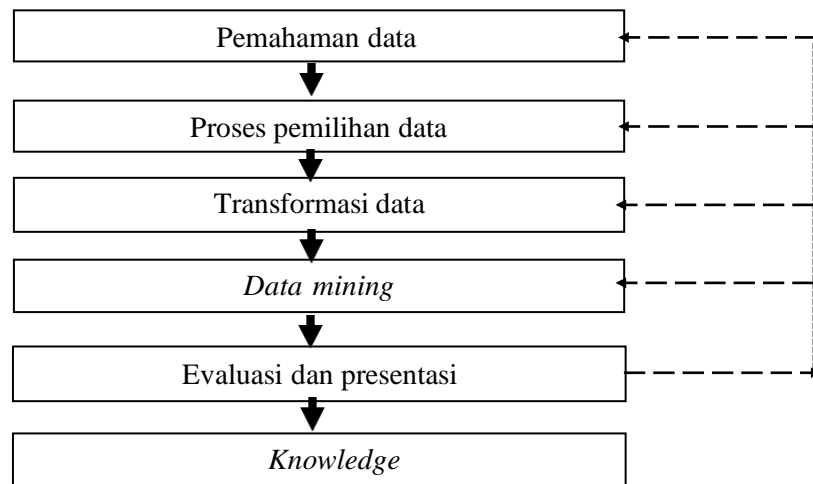 Pemahaman data
Proses pemilihan data
Transformasi data
Data mining
Evaluasi dan presentasi
Knowledge